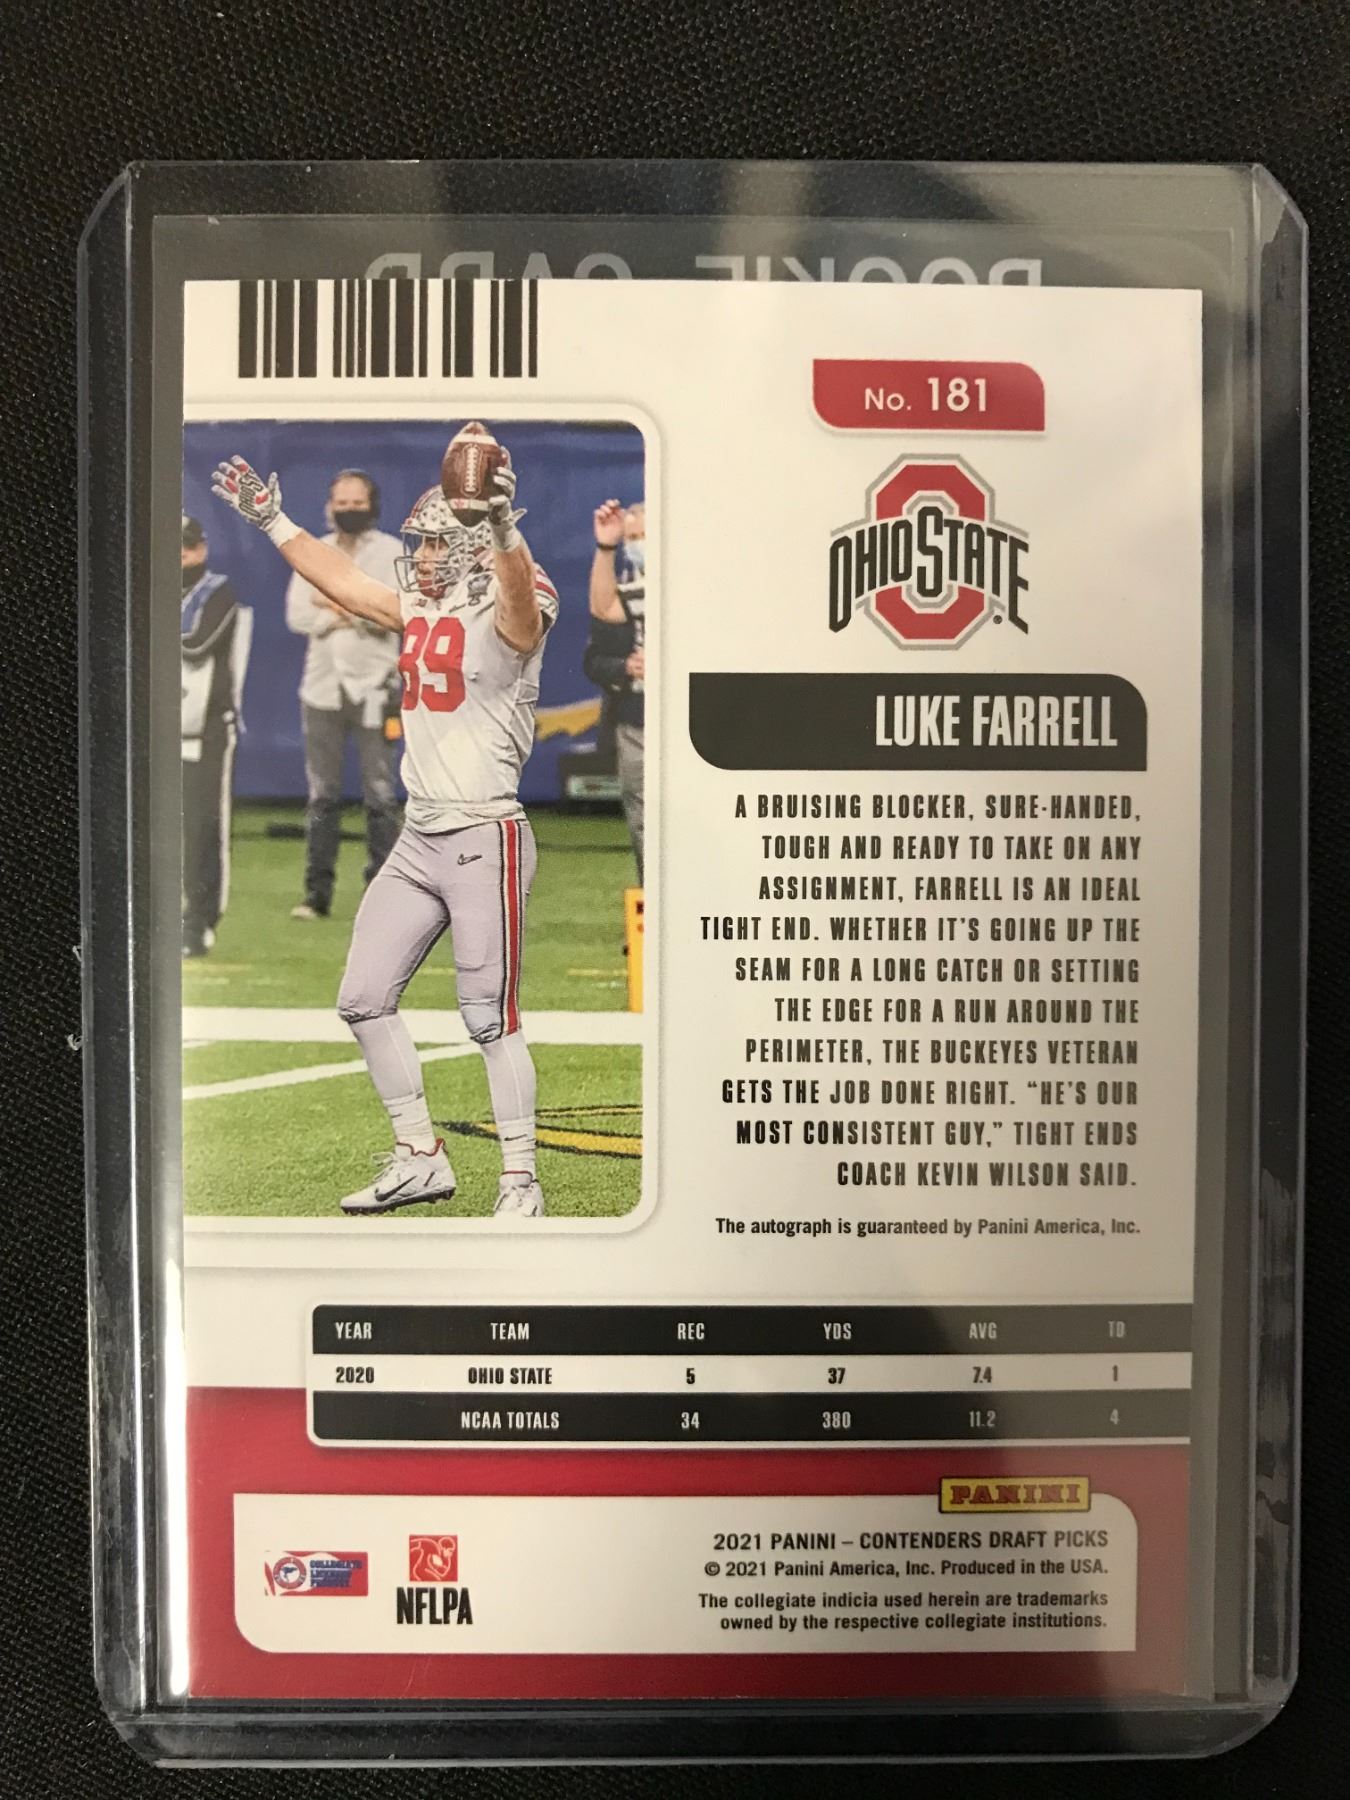 ROOKIE CARD
No. 181
OHIO STATE
®
LUKE FARRELL
A BRUISING BLOCKER, SURE-HANDED,
TOUGH AND READY TO TAKE ON ANY
ASSIGNMENT, FARRELL IS AN IDEAL
TIGHT END. WHETHER IT'S GOING UP THE
SEAM FOR A LONG CATCH OR SETTING
THE EDGE FOR A RUN AROUND THE
PERIMETER, THE BUCKEYES VETERAN
GETS THE JOB DONE RIGHT. “HE'S OUR
MOST CONSISTENT GUY,” TIGHT ENDS
COACH KEVIN WILSON SAID.
The autograph is guaranteed by Panini America, Inc.
89
YEAR TEAM REC YDS AVG TD
2020 OHIO STATE 5 37 7.4 1
NCAA TOTALS 34 380 11.2 4
PANINI
2021 PANINI – CONTENDERS DRAFT PICKS
© 2021 Panini America, Inc. Produced in the USA.
The collegiate indicia used herein are trademarks
owned by the respective collegiate institutions.
COLLEGIATE
LICENSED
PRODUCT
NFLPA